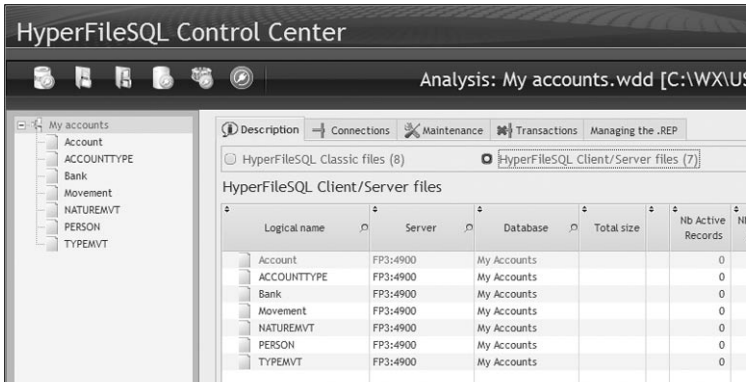 HyperFileSQL Control Center
Analysis: My accounts.wdd [C:\WX\US
My accounts
Account
ACCOUNTTYPE
Bank
Movement
NATUREMVT
PERSON
TYPEMVT
Description Connections Maintenance Transactions Managing the .REP
HyperFileSQL Classic files (8) HyperFileSQL Client/Server files (7)
HyperFileSQL Client/Server files
Logical name Server Database Total size Nb Active Records
Account FP3:4900 My Accounts 0
ACCOUNTTYPE FP3:4900 My Accounts 0
Bank FP3:4900 My Accounts 0
Movement FP3:4900 My Accounts 0
NATUREMVT FP3:4900 My Accounts 0
PERSON FP3:4900 My Accounts 0
TYPEMVT FP3:4900 My Accounts 0